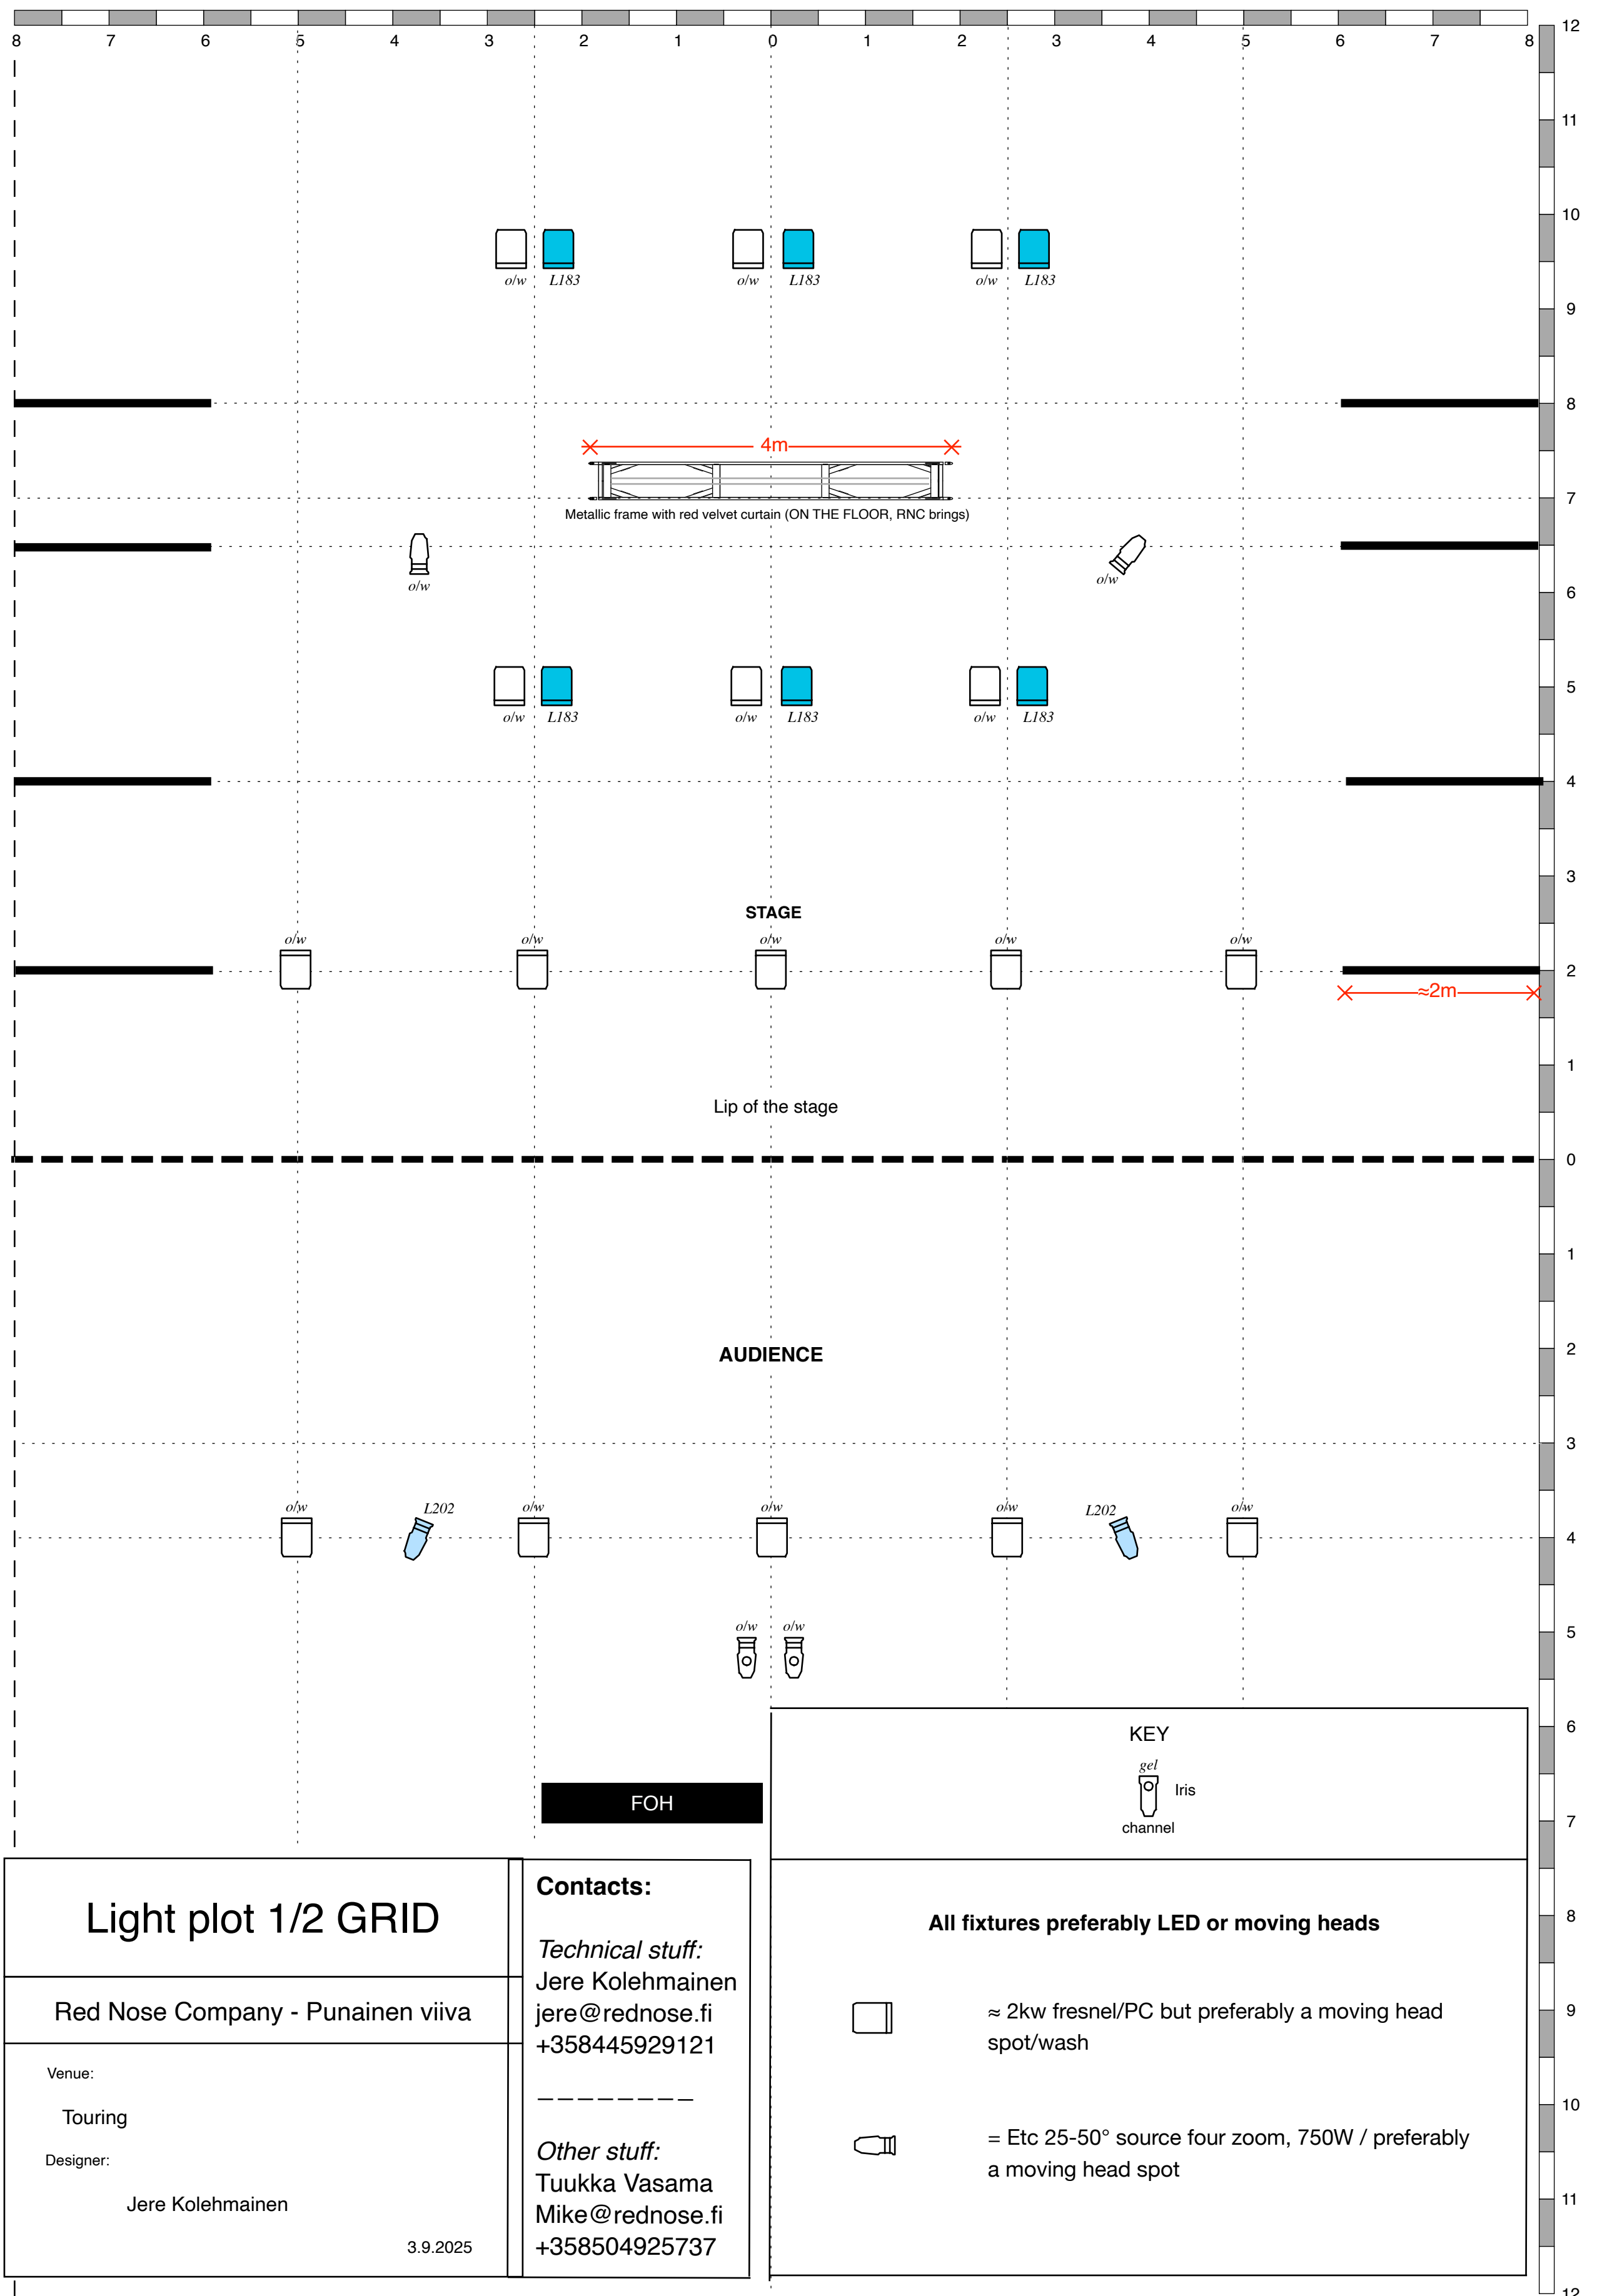 8 7 6 5 4 3 2 1 0 1 2 3 4 5 6 7 8
12
11
10
o/w L183 o/w L183 o/w L183
9
8
4m
7
Metallic frame with red velvet curtain (ON THE FLOOR, RNC brings)
o/w o/w
6
5
o/w L183 o/w L183 o/w L183
4
3
STAGE
o/w o/w o/w o/w o/w
2
≈2m
1
Lip of the stage
0
1
AUDIENCE
2
3
o/w L202 o/w o/w o/w L202 o/w
4
o/w o/w
5
6
KEY
gel
Iris
channel
FOH
7
Light plot 1/2 GRID
Red Nose Company - Punainen viiva
Venue:
Touring
Designer:
Jere Kolehmainen
3.9.2025
Contacts:
Technical stuff:
Jere Kolehmainen
jere@rednose.fi
+358445929121
_ _ _ _ _ _ _ _
Other stuff:
Tuukka Vasama
Mike@rednose.fi
+358504925737
All fixtures preferably LED or moving heads
≈ 2kw fresnel/PC but preferably a moving head
spot/wash
= Etc 25-50° source four zoom, 750W / preferably
a moving head spot
8
9
10
11
12